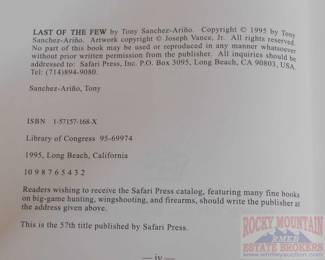 LAST OF THE FEW by Tony Sanchez-Ariño. Copyright © 1995 by Tony
Sanchez-Ariño. Artwork copyright © Joseph Vance, Jr. All rights reserved.
No part of this book may be used or reproduced in any manner whatsoever
without prior written permission from the publisher. All inquiries should be
addressed to: Safari Press, Inc. P.O. Box 3095, Long Beach, CA 90803, USA.
Tel: (714)894-9080.
Sanchez-Ariño, Tony
ISBN 1-57157-168-X
Library of Congress 95-69974
1995, Long Beach, California
10 9 8 7 6 5 4 3 2
Readers wishing to receive the Safari Press catalog, featuring many fine books
on big-game hunting, wingshooting, and firearms, should write the publisher at
the address given above.
This is the 57th title published by Safari Press.
— iv —
ROCKY MOUNTAIN
ESTATE BROKERS